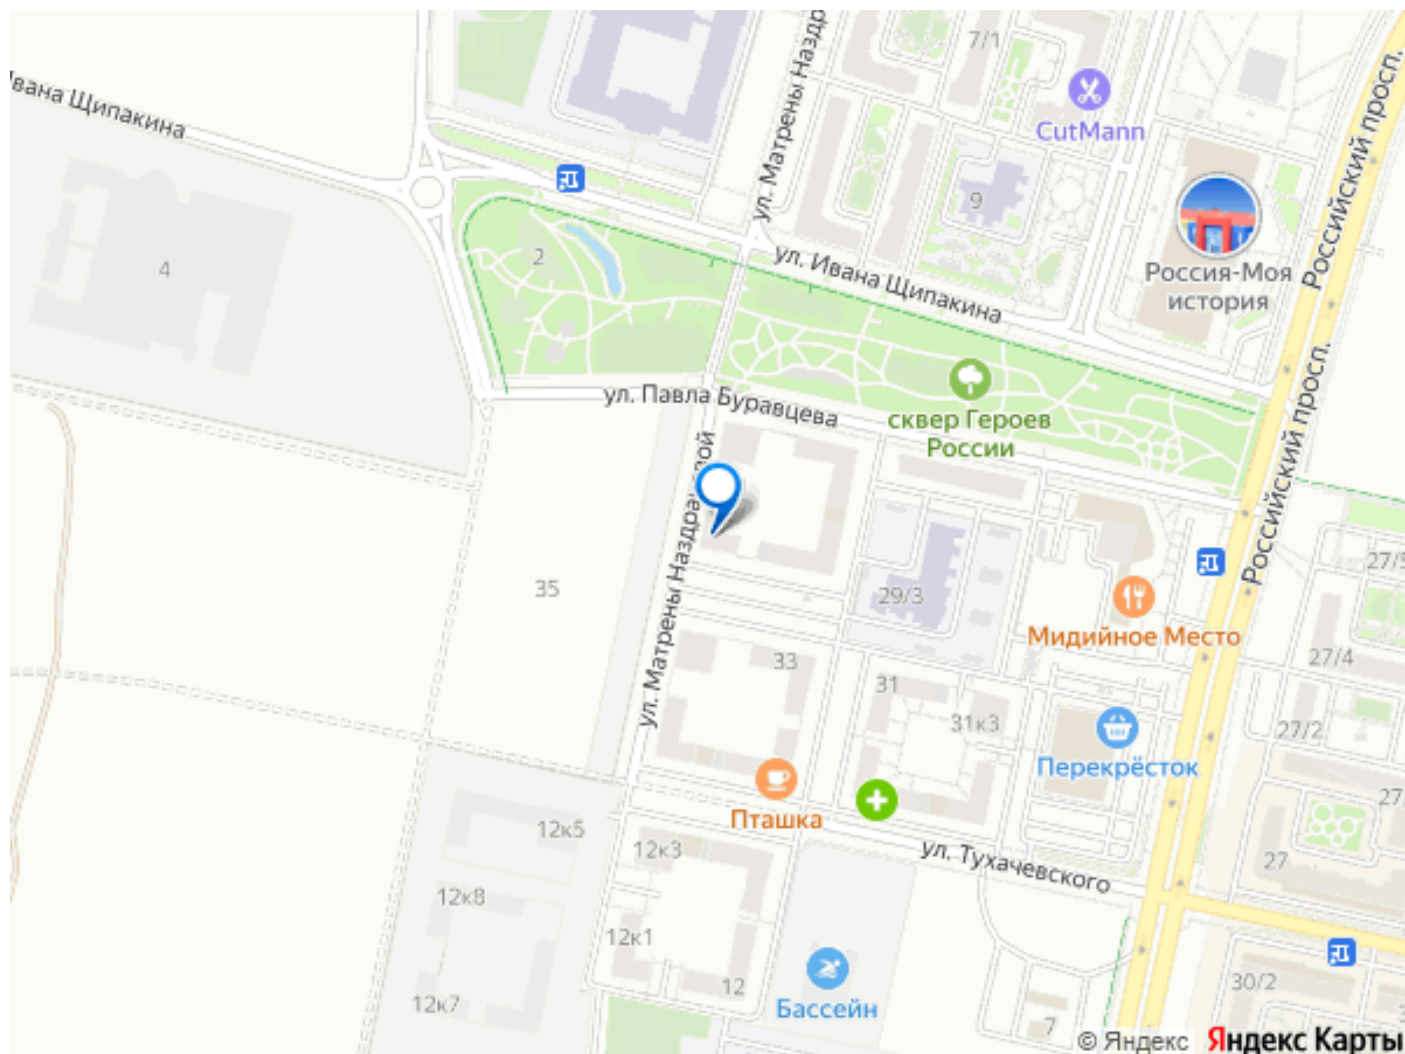 7/1
Ивана Щипакина
ул. Матрены Наздр
CutMann
Российский просп.
9
2
4
ул. Ивана Щипакина
Россия-Моя
история
ул. Павла Буравцева
сквер Героев
России
Российский просп.
ул. Матрены Наздра
вой
27/5
35
29/3
Мидийное Место
33
31
27/4
31к3
27/2
Перекрёсток
27
Пташка
12к5
12к3
ул. Тухачевского
27
12к8
12к1
12
30/2
12к7
Бассейн
7
© Яндекс Яндекс Карты